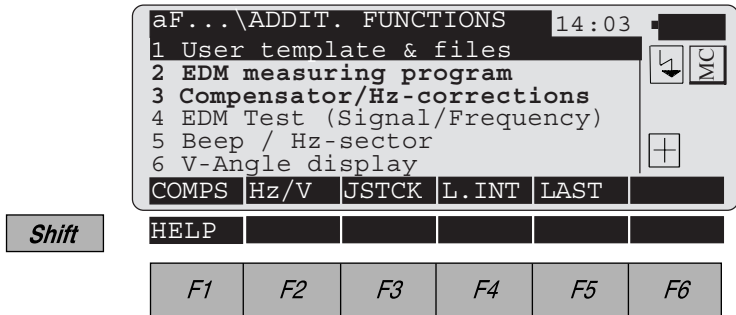 aF...\ADDIT. FUNCTIONS 14:03
1 User template & files
2 EDM measuring program
3 Compensator/Hz-corrections
4 EDM Test (Signal/Frequency)
5 Beep / Hz-sector
6 V-Angle display
MC
COMPS Hz/V JSTCK L.INT LAST
Shift HELP
F1 F2 F3 F4 F5 F6